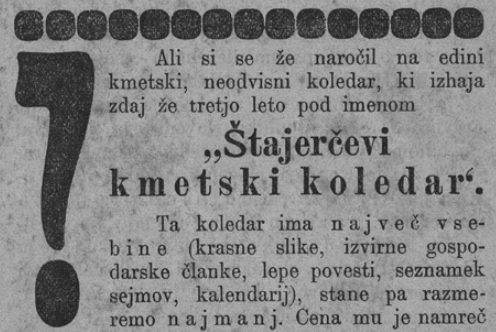 Ali si se že naročil na edini
kmetski, neodvisni koledar, ki izhaja
zdaj že tretjo leto pod imenom
„Štajerčevi
kmetski koledar‘.
Ta koledar ima največ vse-
bine (krasne slike, izvirne gospo-
darske članke, lepe povesti, seznamek
sejmov, kalendarij), stane pa razme-
remo najmanj. Cena mu je namreč